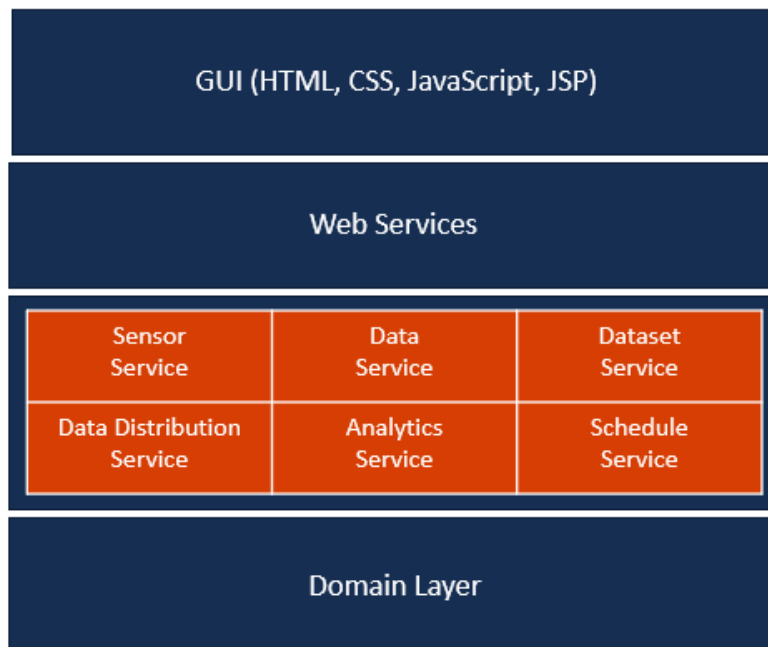 GUI (HTML, CSS, JavaScript, JSP)
Web Services
Sensor
Service
Data
Service
Dataset
Service
Data Distribution
Service
Analytics
Service
Schedule
Service
Domain Layer